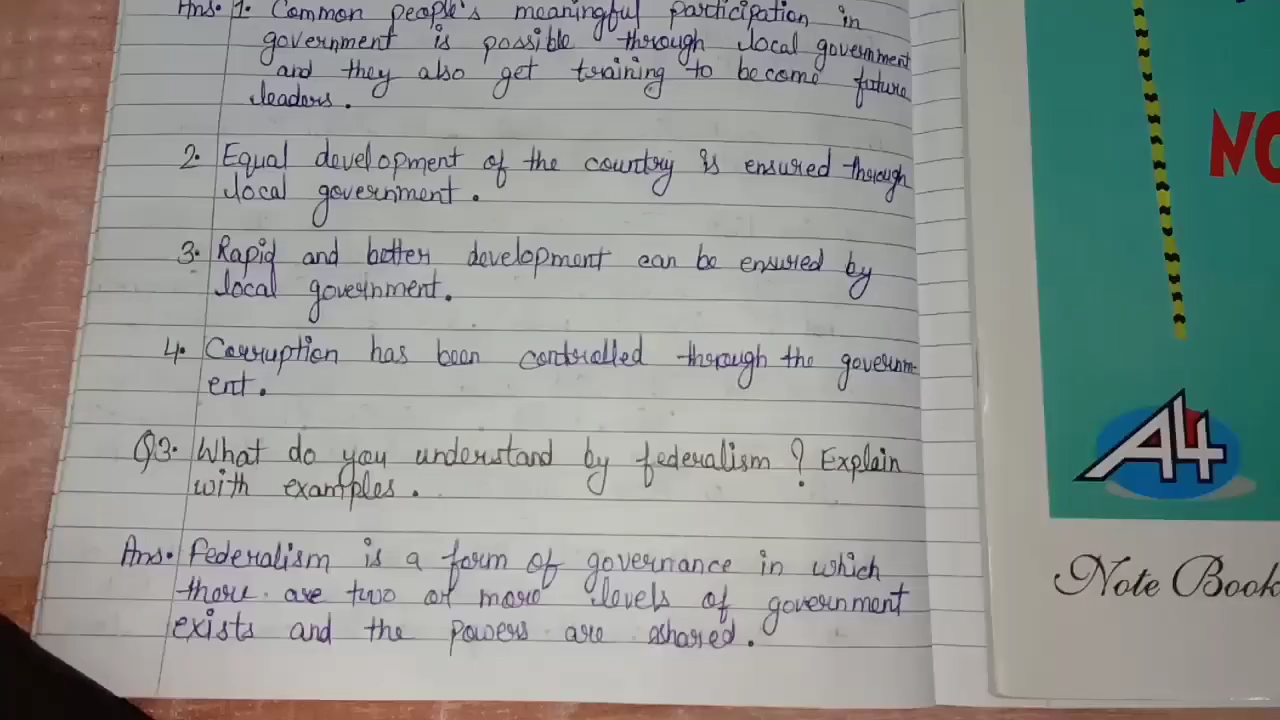 Ans. 1. Common people's meaningful participation in
government is possible through local government
and they also get training to become future
leaders.
2. Equal development of the country is ensured through
local government.
3. Rapid and better development can be ensured by
local government.
4. Corruption has been controlled through the governm-
ent.
Q3. What do you understand by federalism? Explain
with examples.
Ans. Federalism is a form of governance in which
there are two or more levels of government
exists and the powers are shared.
NO
A4
Note Book